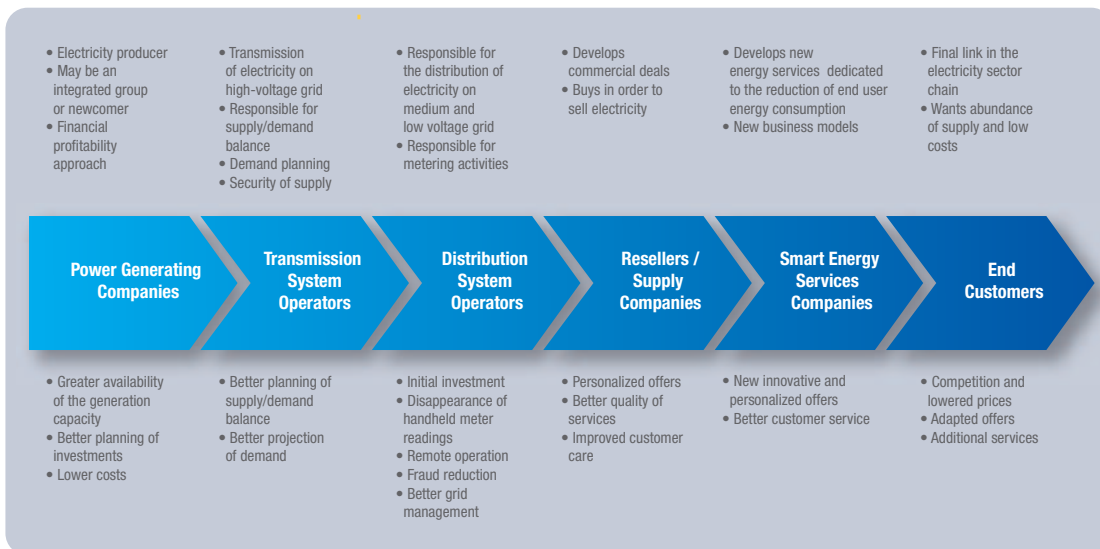 • Electricity producer
• May be an
integrated group
or newcomer
• Financial
profitability
approach
• Transmission
of electricity on
high-voltage grid
• Responsible for
supply/demand
balance
• Demand planning
• Security of supply
• Responsible for
the distribution of
electricity on
medium and
low voltage grid
• Responsible for
metering activities
• Develops
commercial deals
• Buys in order to
sell electricity
• Develops new
energy services dedicated
to the reduction of end user
energy consumption
• New business models
• Final link in the
electricity sector
chain
• Wants abundance
of supply and low
costs
Power Generating
Companies
Transmission
System
Operators
Distribution
System
Operators
Resellers /
Supply
Companies
Smart Energy
Services
Companies
End
Customers
• Greater availability
of the generation
capacity
• Better planning of
investments
• Lower costs
• Better planning of
supply/demand
balance
• Better projection
of demand
• Initial investment
• Disappearance of
handheld meter
readings
• Remote operation
• Fraud reduction
• Better grid
management
• Personalized offers
• Better quality of
services
• Improved customer
care
• New innovative and
personalized offers
• Better customer service
• Competition and
lowered prices
• Adapted offers
• Additional services